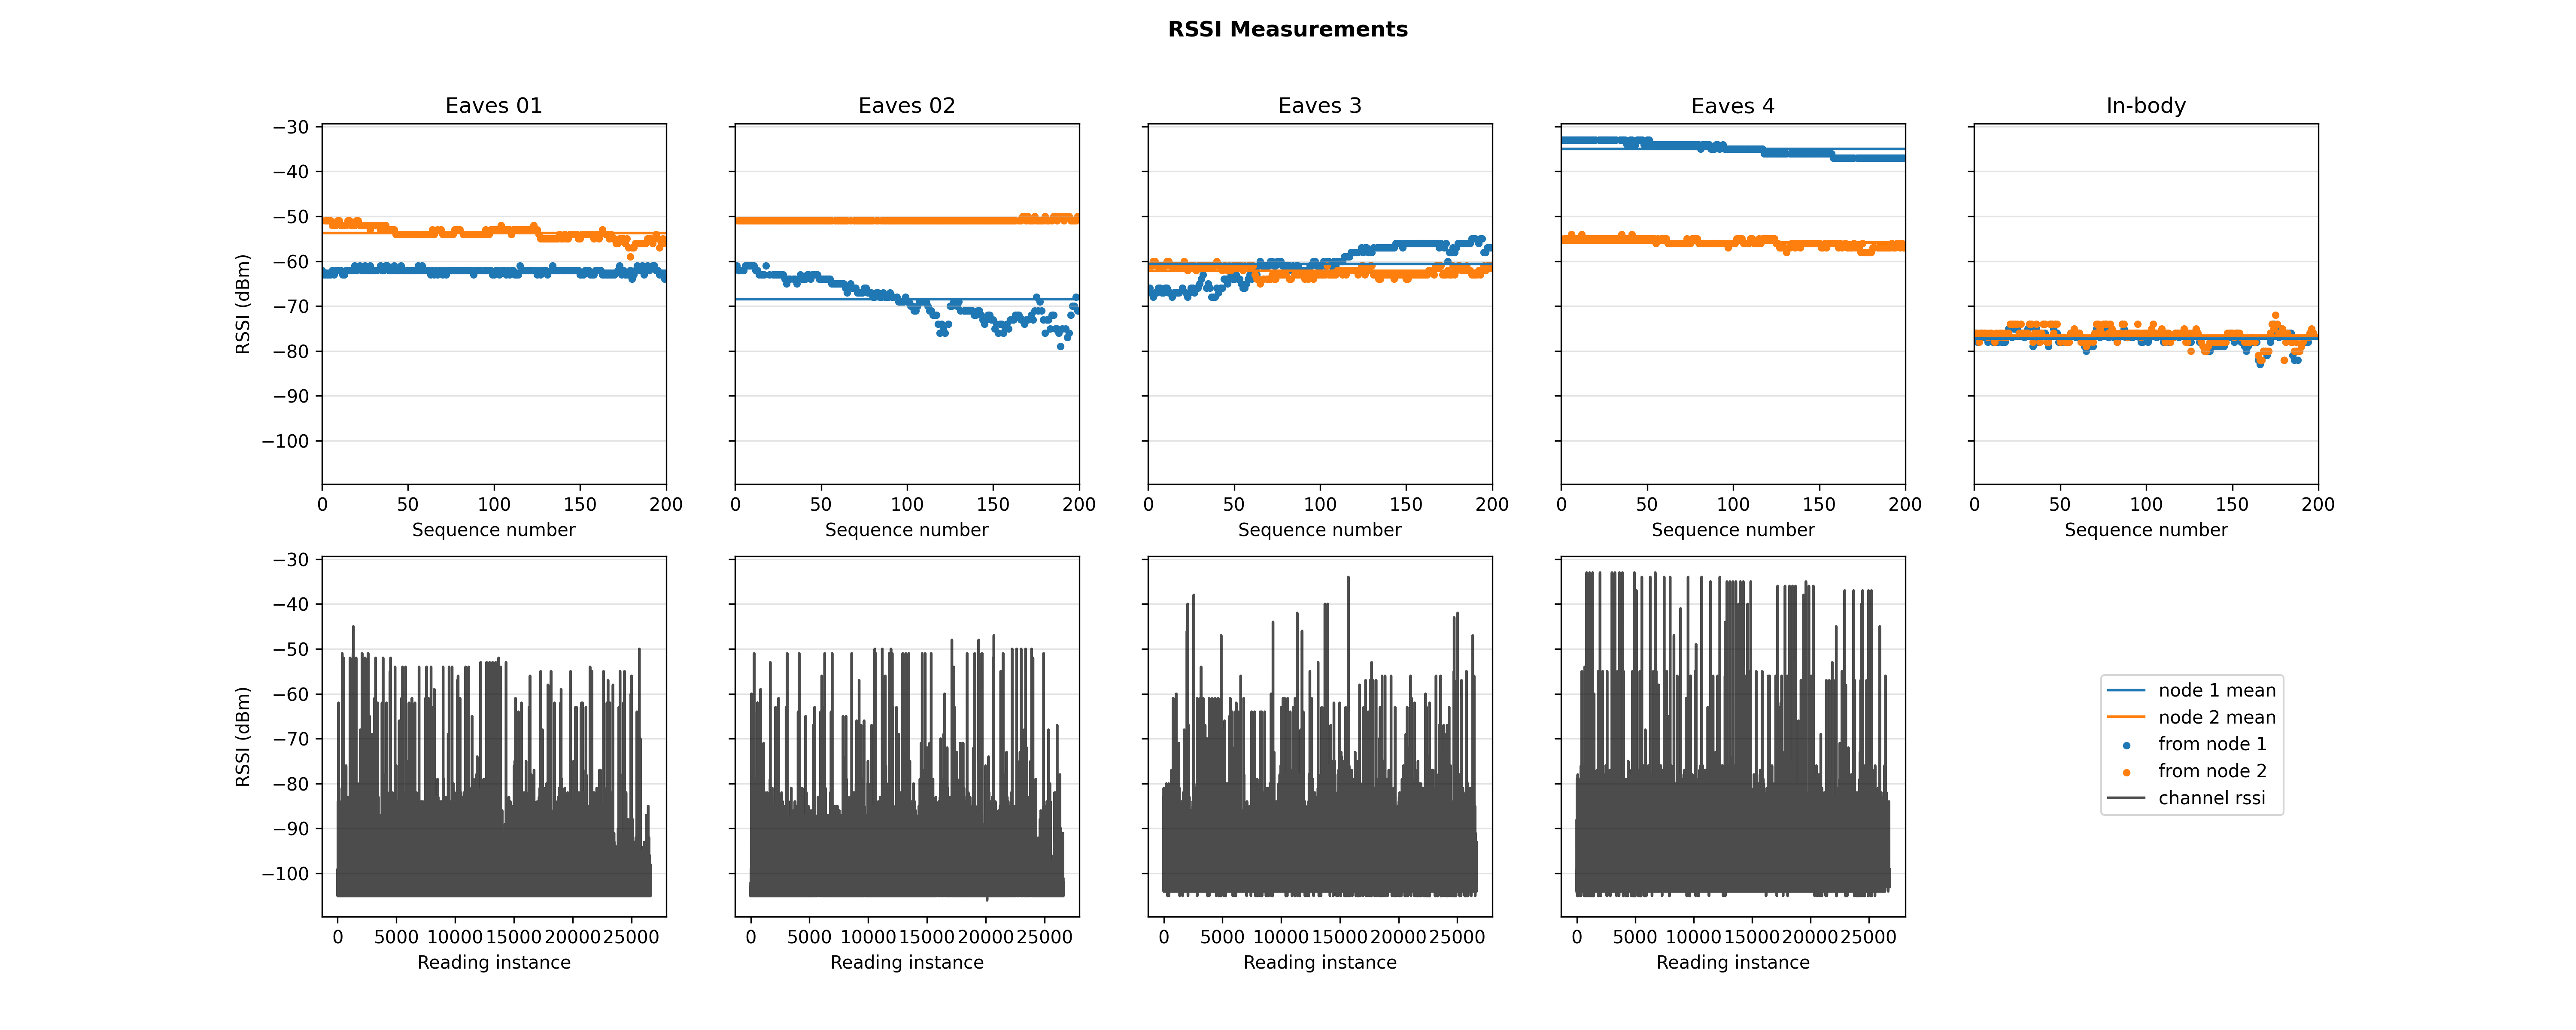 RSSI Measurements
Eaves 01 Eaves 02 Eaves 3 Eaves 4 In-body
−30
−40
−50
−60
−70
−80
−90
−100
RSSI (dBm)
0 50 100 150 200 0 50 100 150 200 0 50 100 150 200 0 50 100 150 200 0 50 100 150 200
Sequence number Sequence number Sequence number Sequence number Sequence number
−30
−40
−50
−60
−70
−80
−90
−100
RSSI (dBm)
node 1 mean
node 2 mean
from node 1
from node 2
channel rssi
0 5000 10000 15000 20000 25000 0 5000 10000 15000 20000 25000 0 5000 10000 15000 20000 25000 0 5000 10000 15000 20000 25000
Reading instance Reading instance Reading instance Reading instance